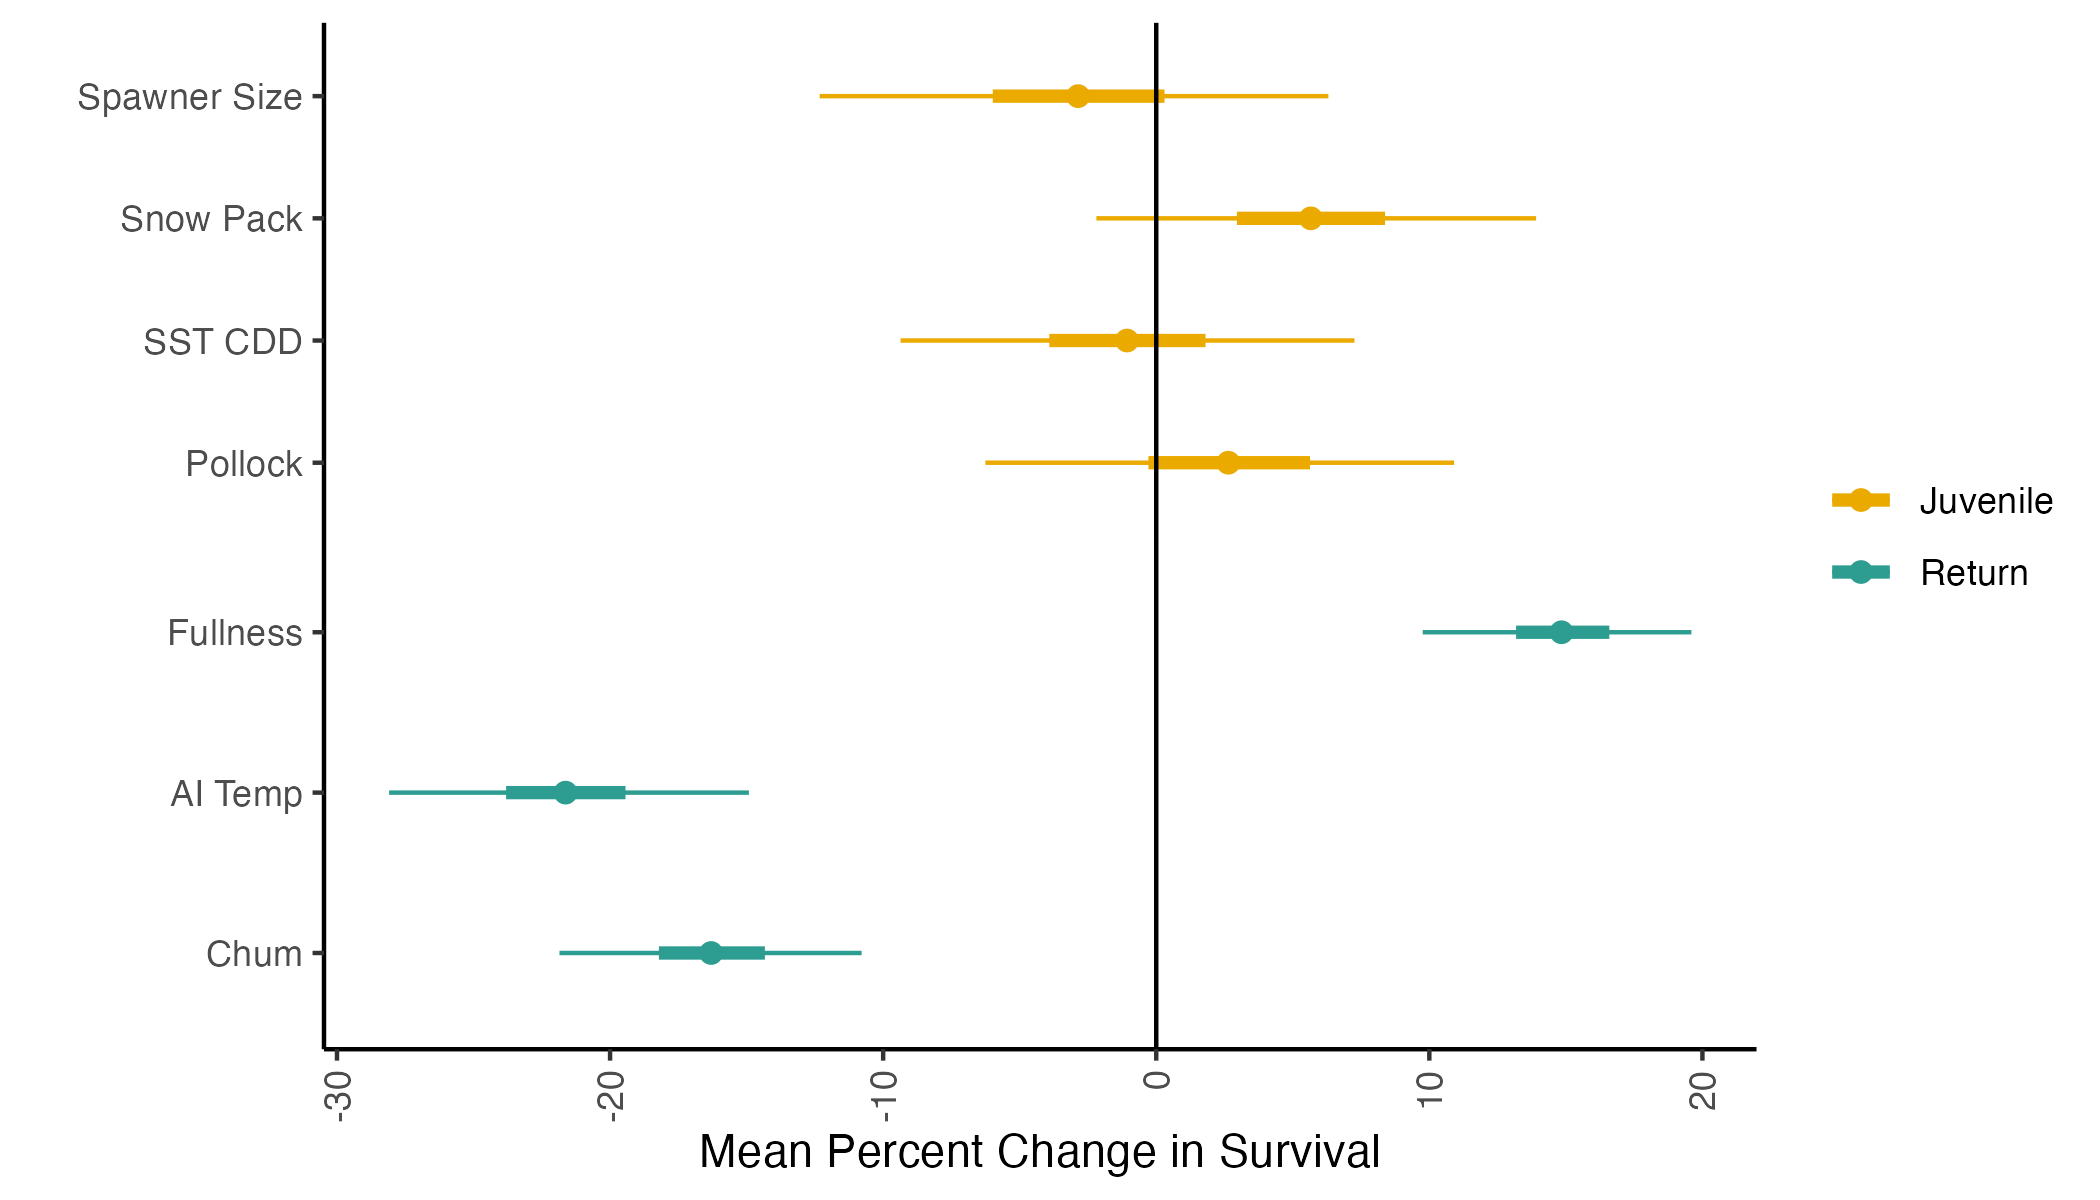 Spawner Size
Snow Pack
SST CDD
Pollock
Fullness
AI Temp
Chum
Juvenile
Return
-30
-20
-10
0
10
20
Mean Percent Change in Survival